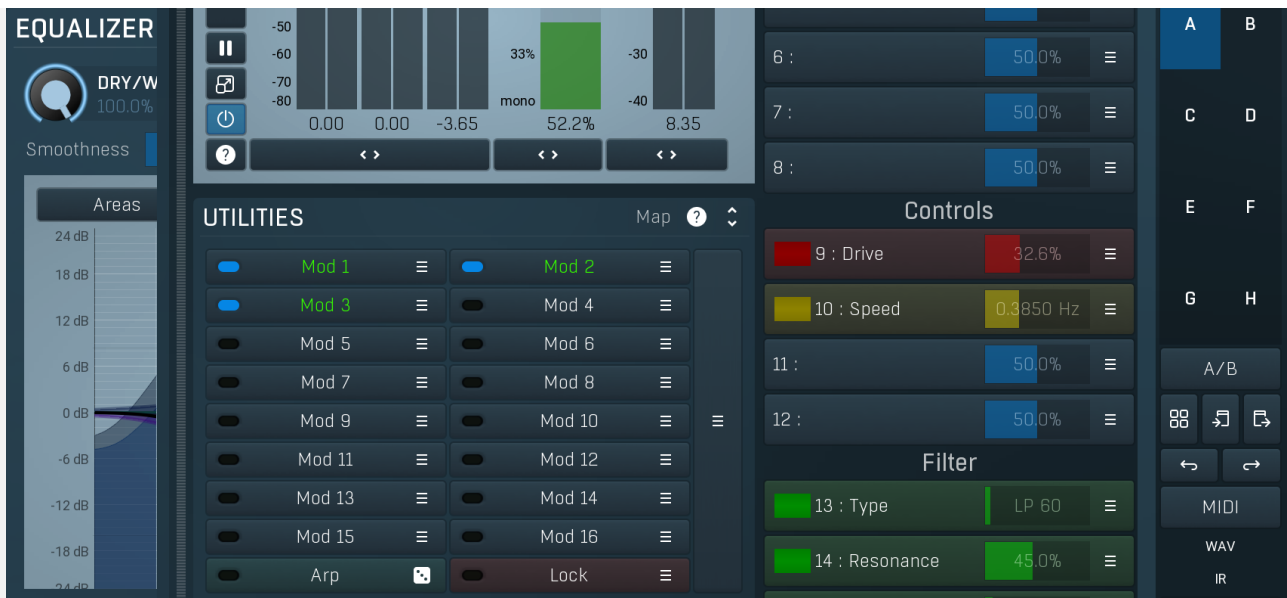 EQUALIZER
DRY/W
100.0%
Smoothness
Areas
24 dB
18 dB
12 dB
6 dB
0 dB
-6 dB
-12 dB
-18 dB
-24 dB
-50
-60
-70
-80
33%
mono
-30
-40
0.00 0.00 -3.65 52.2% 8.35
?
< > < > < >
UTILITIES Map ?
Mod 1 Mod 2
Mod 3 Mod 4
Mod 5 Mod 6
Mod 7 Mod 8
Mod 9 Mod 10
Mod 11 Mod 12
Mod 13 Mod 14
Mod 15 Mod 16
Arp Lock
6 : 50.0%
7 : 50.0%
8 : 50.0%
Controls
9 : Drive 32.6%
10 : Speed 0.3850 Hz
11 : 50.0%
12 : 50.0%
Filter
13 : Type LP 60
14 : Resonance 45.0%
A B
C D
E F
G H
A/B
MIDI
WAV
IR